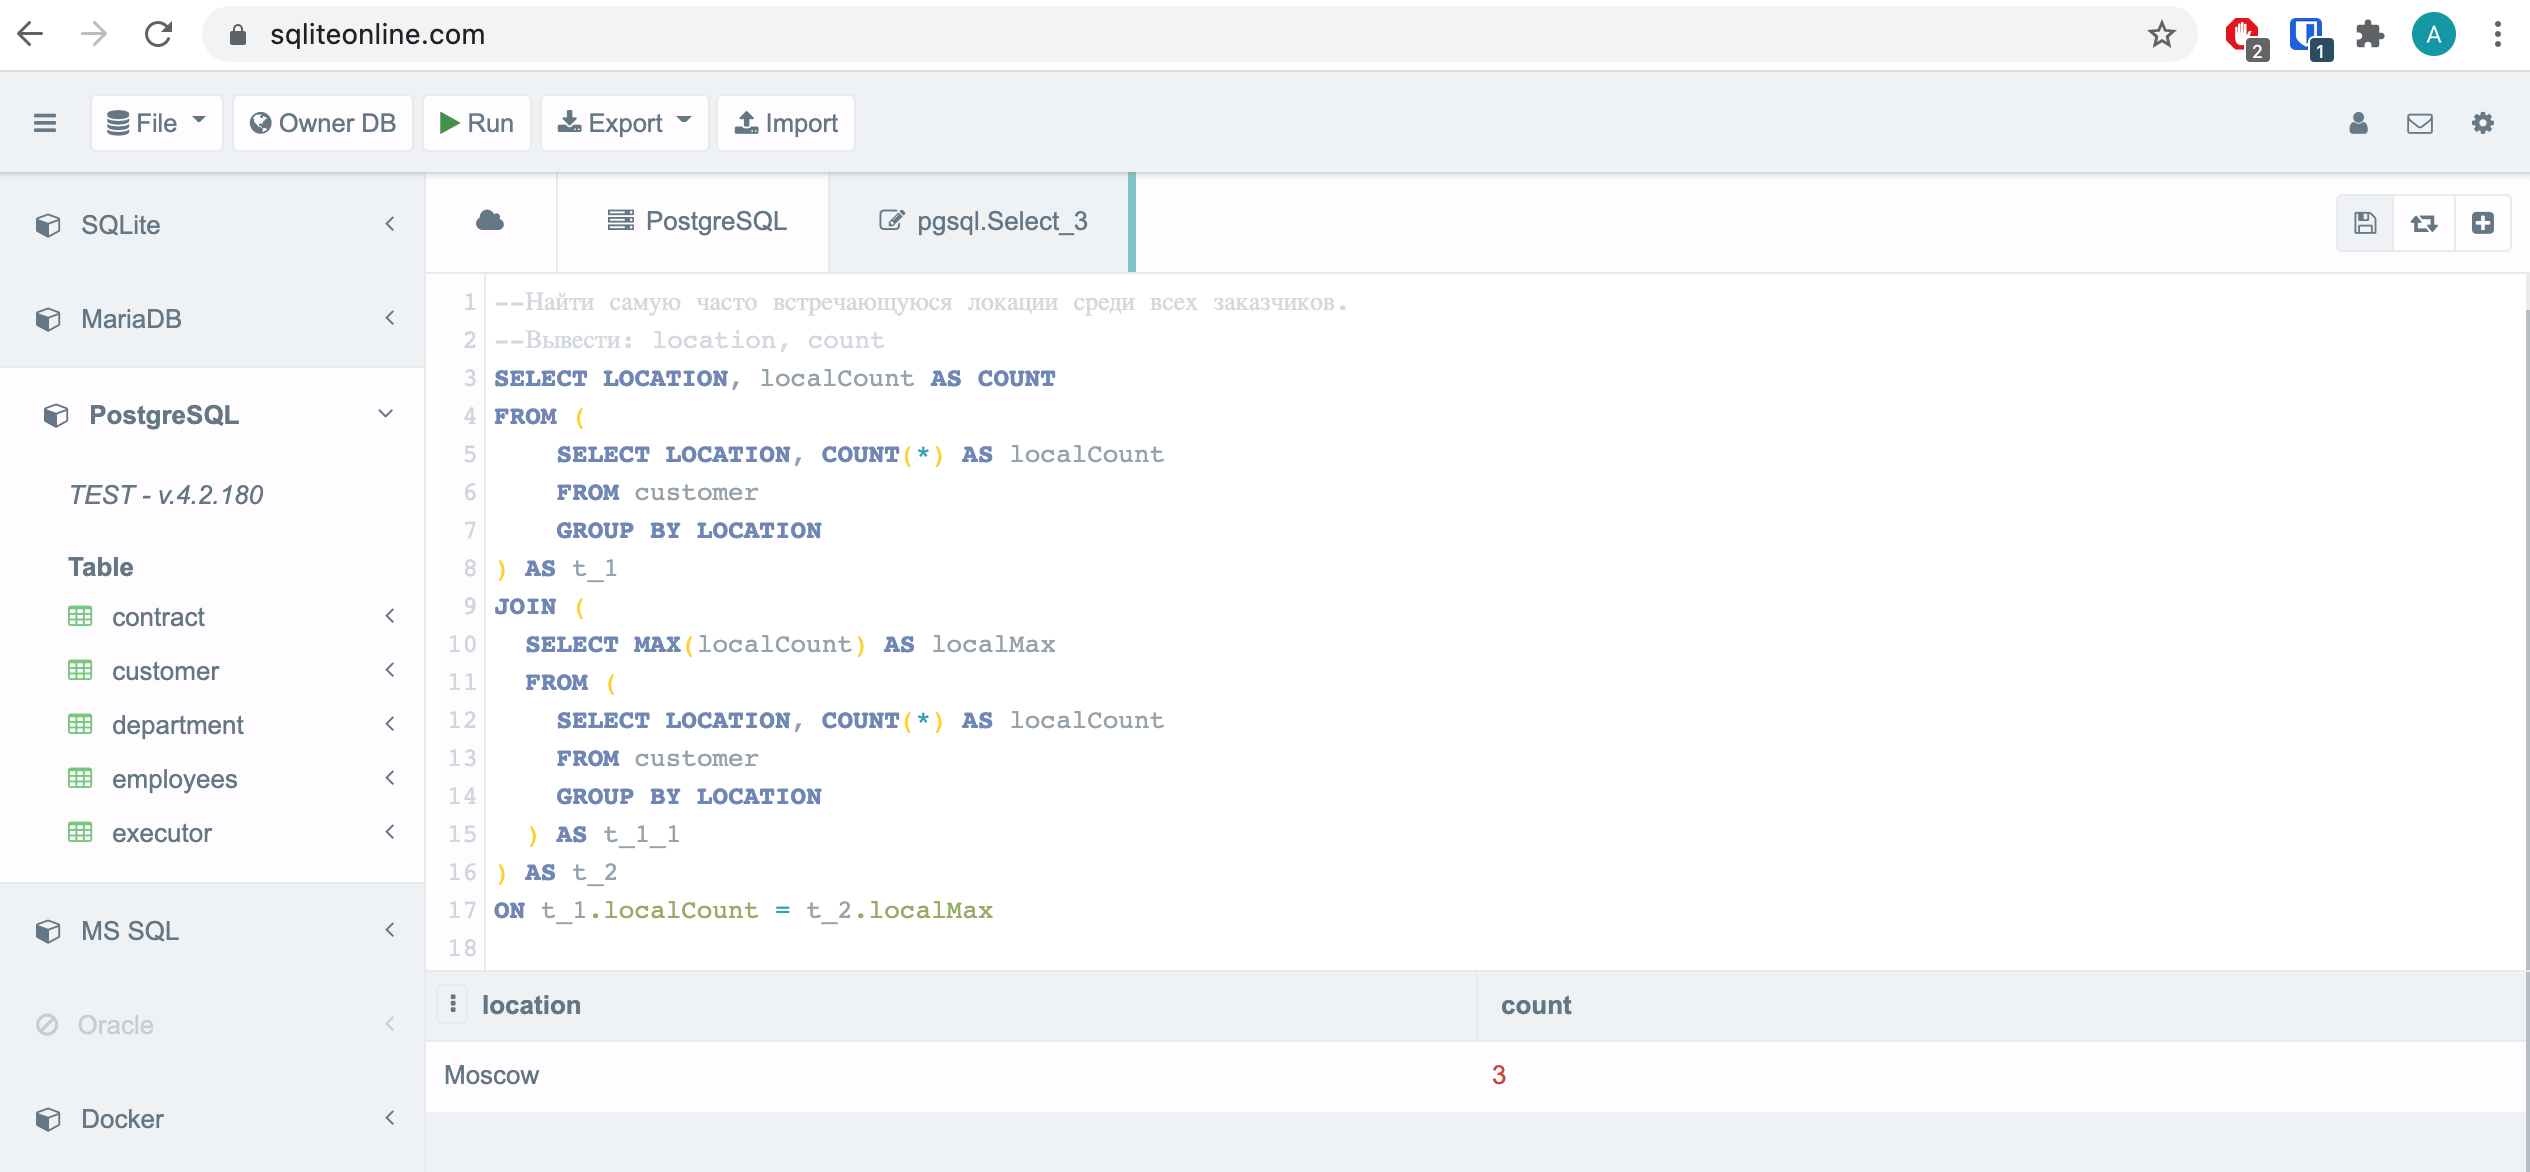 sqliteonline.com
2
1
A
File
Owner DB
Run
Export
Import
SQLite
MariaDB
PostgreSQL
TEST - v.4.2.180
Table
contract
customer
department
employees
executor
MS SQL
Oracle
Docker
PostgreSQL
pgsql.Select_3
1 --Найти самую часто встречающуюся локации среди всех заказчиков.
2 --Вывести: location, count
3 SELECT LOCATION, localCount AS COUNT
4 FROM (
5 SELECT LOCATION, COUNT(*) AS localCount
6 FROM customer
7 GROUP BY LOCATION
8 ) AS t_1
9 JOIN (
10 SELECT MAX(localCount) AS localMax
11 FROM (
12 SELECT LOCATION, COUNT(*) AS localCount
13 FROM customer
14 GROUP BY LOCATION
15 ) AS t_1_1
16 ) AS t_2
17 ON t_1.localCount = t_2.localMax
18
location count
Moscow 3